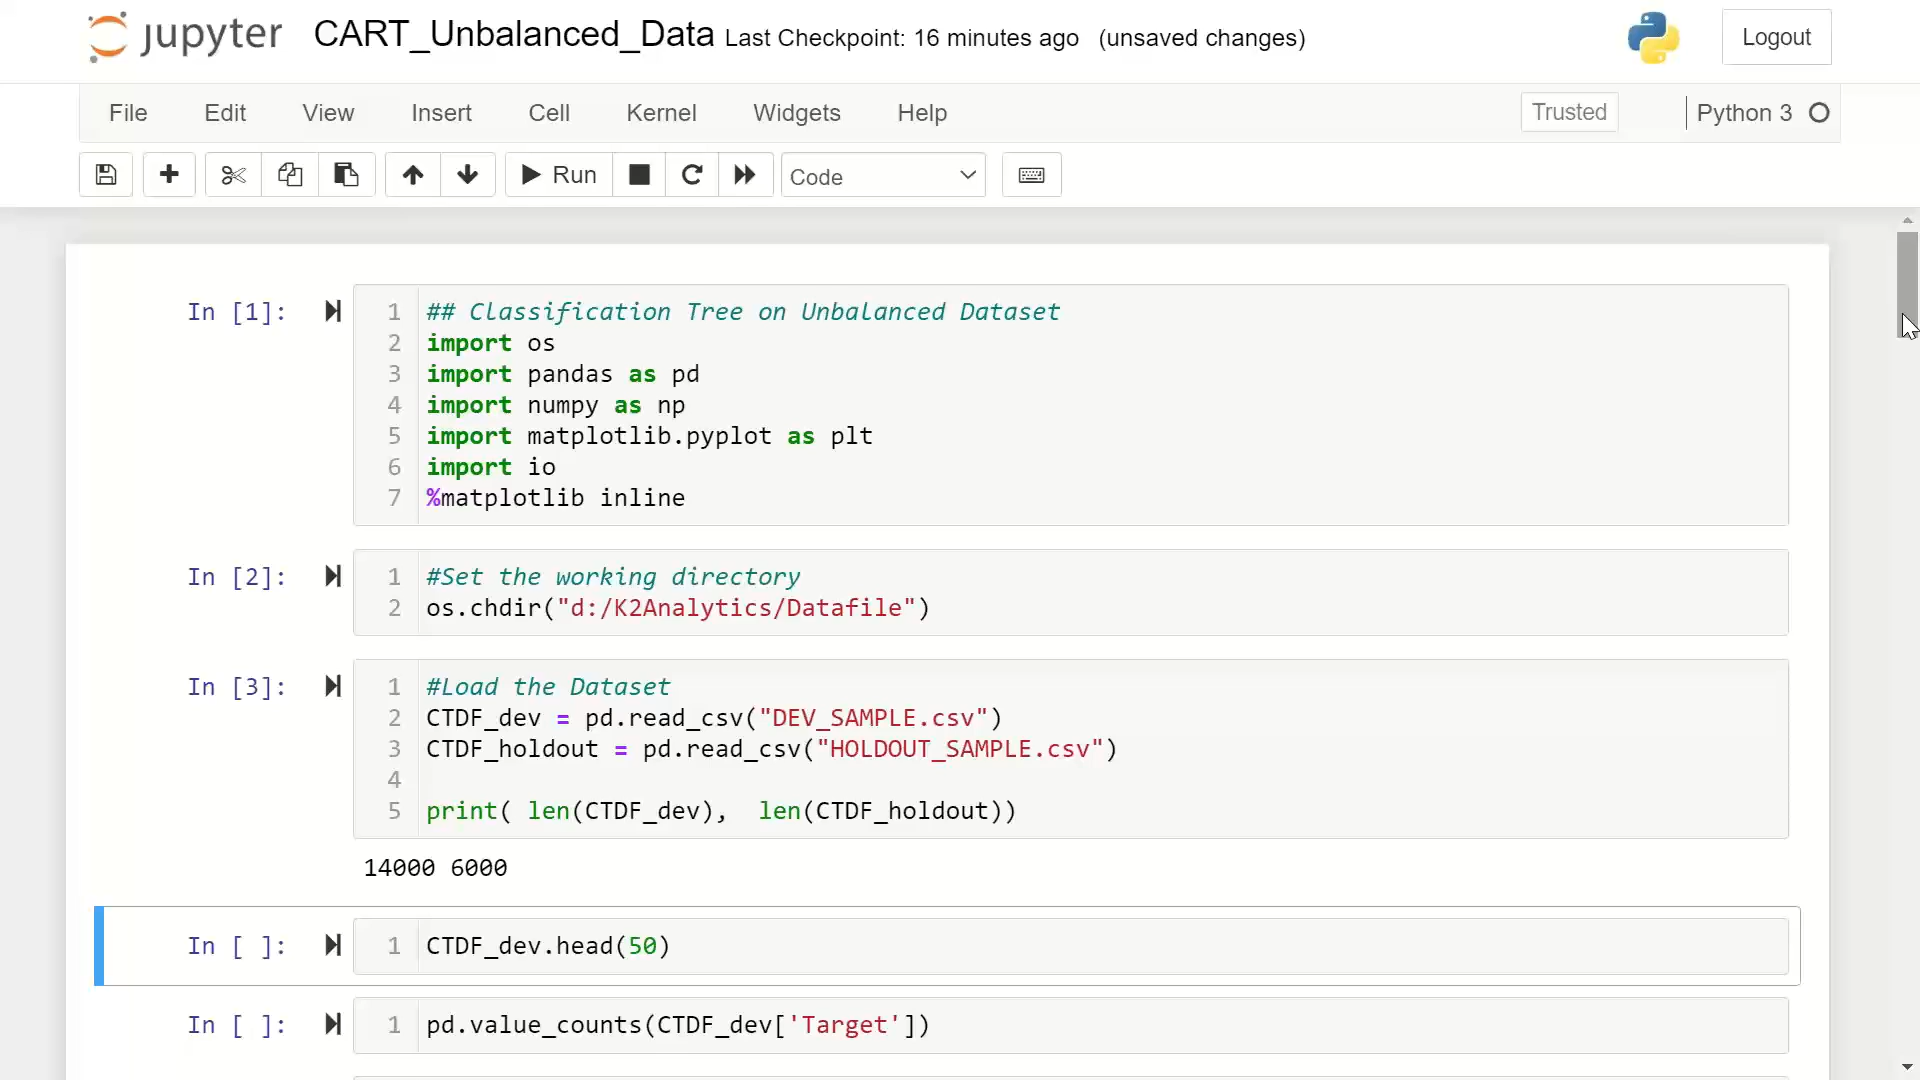 jupyter CART_Unbalanced_Data Last Checkpoint: 16 minutes ago (unsaved changes) Logout
File Edit View Insert Cell Kernel Widgets Help Trusted Python 3
Run Code
In [1]: 1 ## Classification Tree on Unbalanced Dataset
2 import os
3 import pandas as pd
4 import numpy as np
5 import matplotlib.pyplot as plt
6 import io
7 %matplotlib inline
In [2]: 1 #Set the working directory
2 os.chdir("d:/K2Analytics/Datafile")
In [3]: 1 #Load the Dataset
2 CTDF_dev = pd.read_csv("DEV_SAMPLE.csv")
3 CTDF_holdout = pd.read_csv("HOLDOUT_SAMPLE.csv")
4
5 print( len(CTDF_dev),  len(CTDF_holdout))
14000 6000
In [ ]: 1 CTDF_dev.head(50)
In [ ]: 1 pd.value_counts(CTDF_dev['Target'])